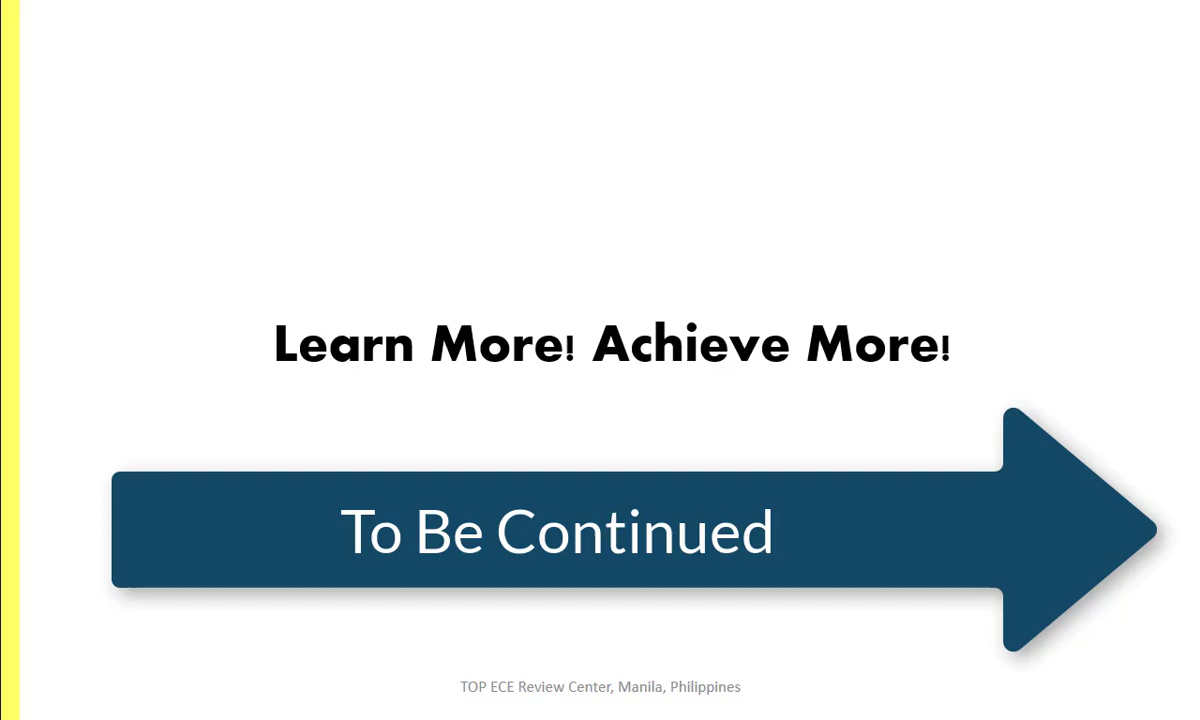 Learn More! Achieve More!
To Be Continued
TOP ECE Review Center, Manila, Philippines